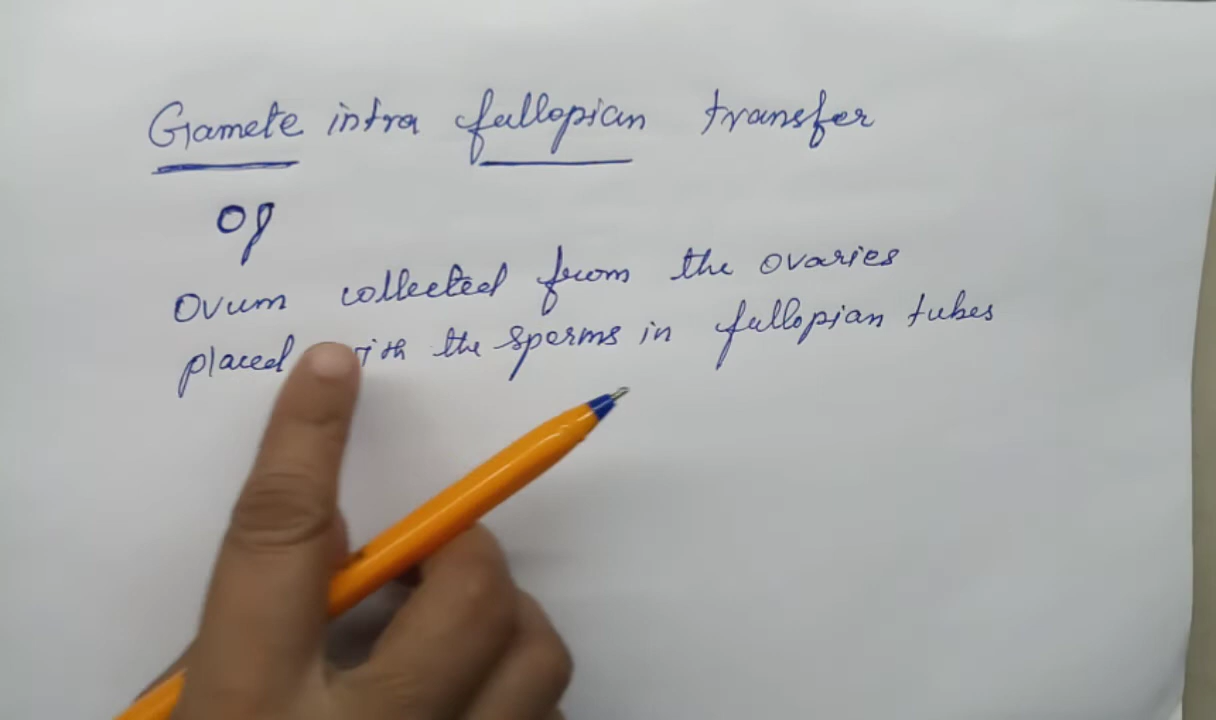 Gamete intra fallopian transfer
Of
Ovum collected from the ovaries
placed with the sperms in fallopian tubes